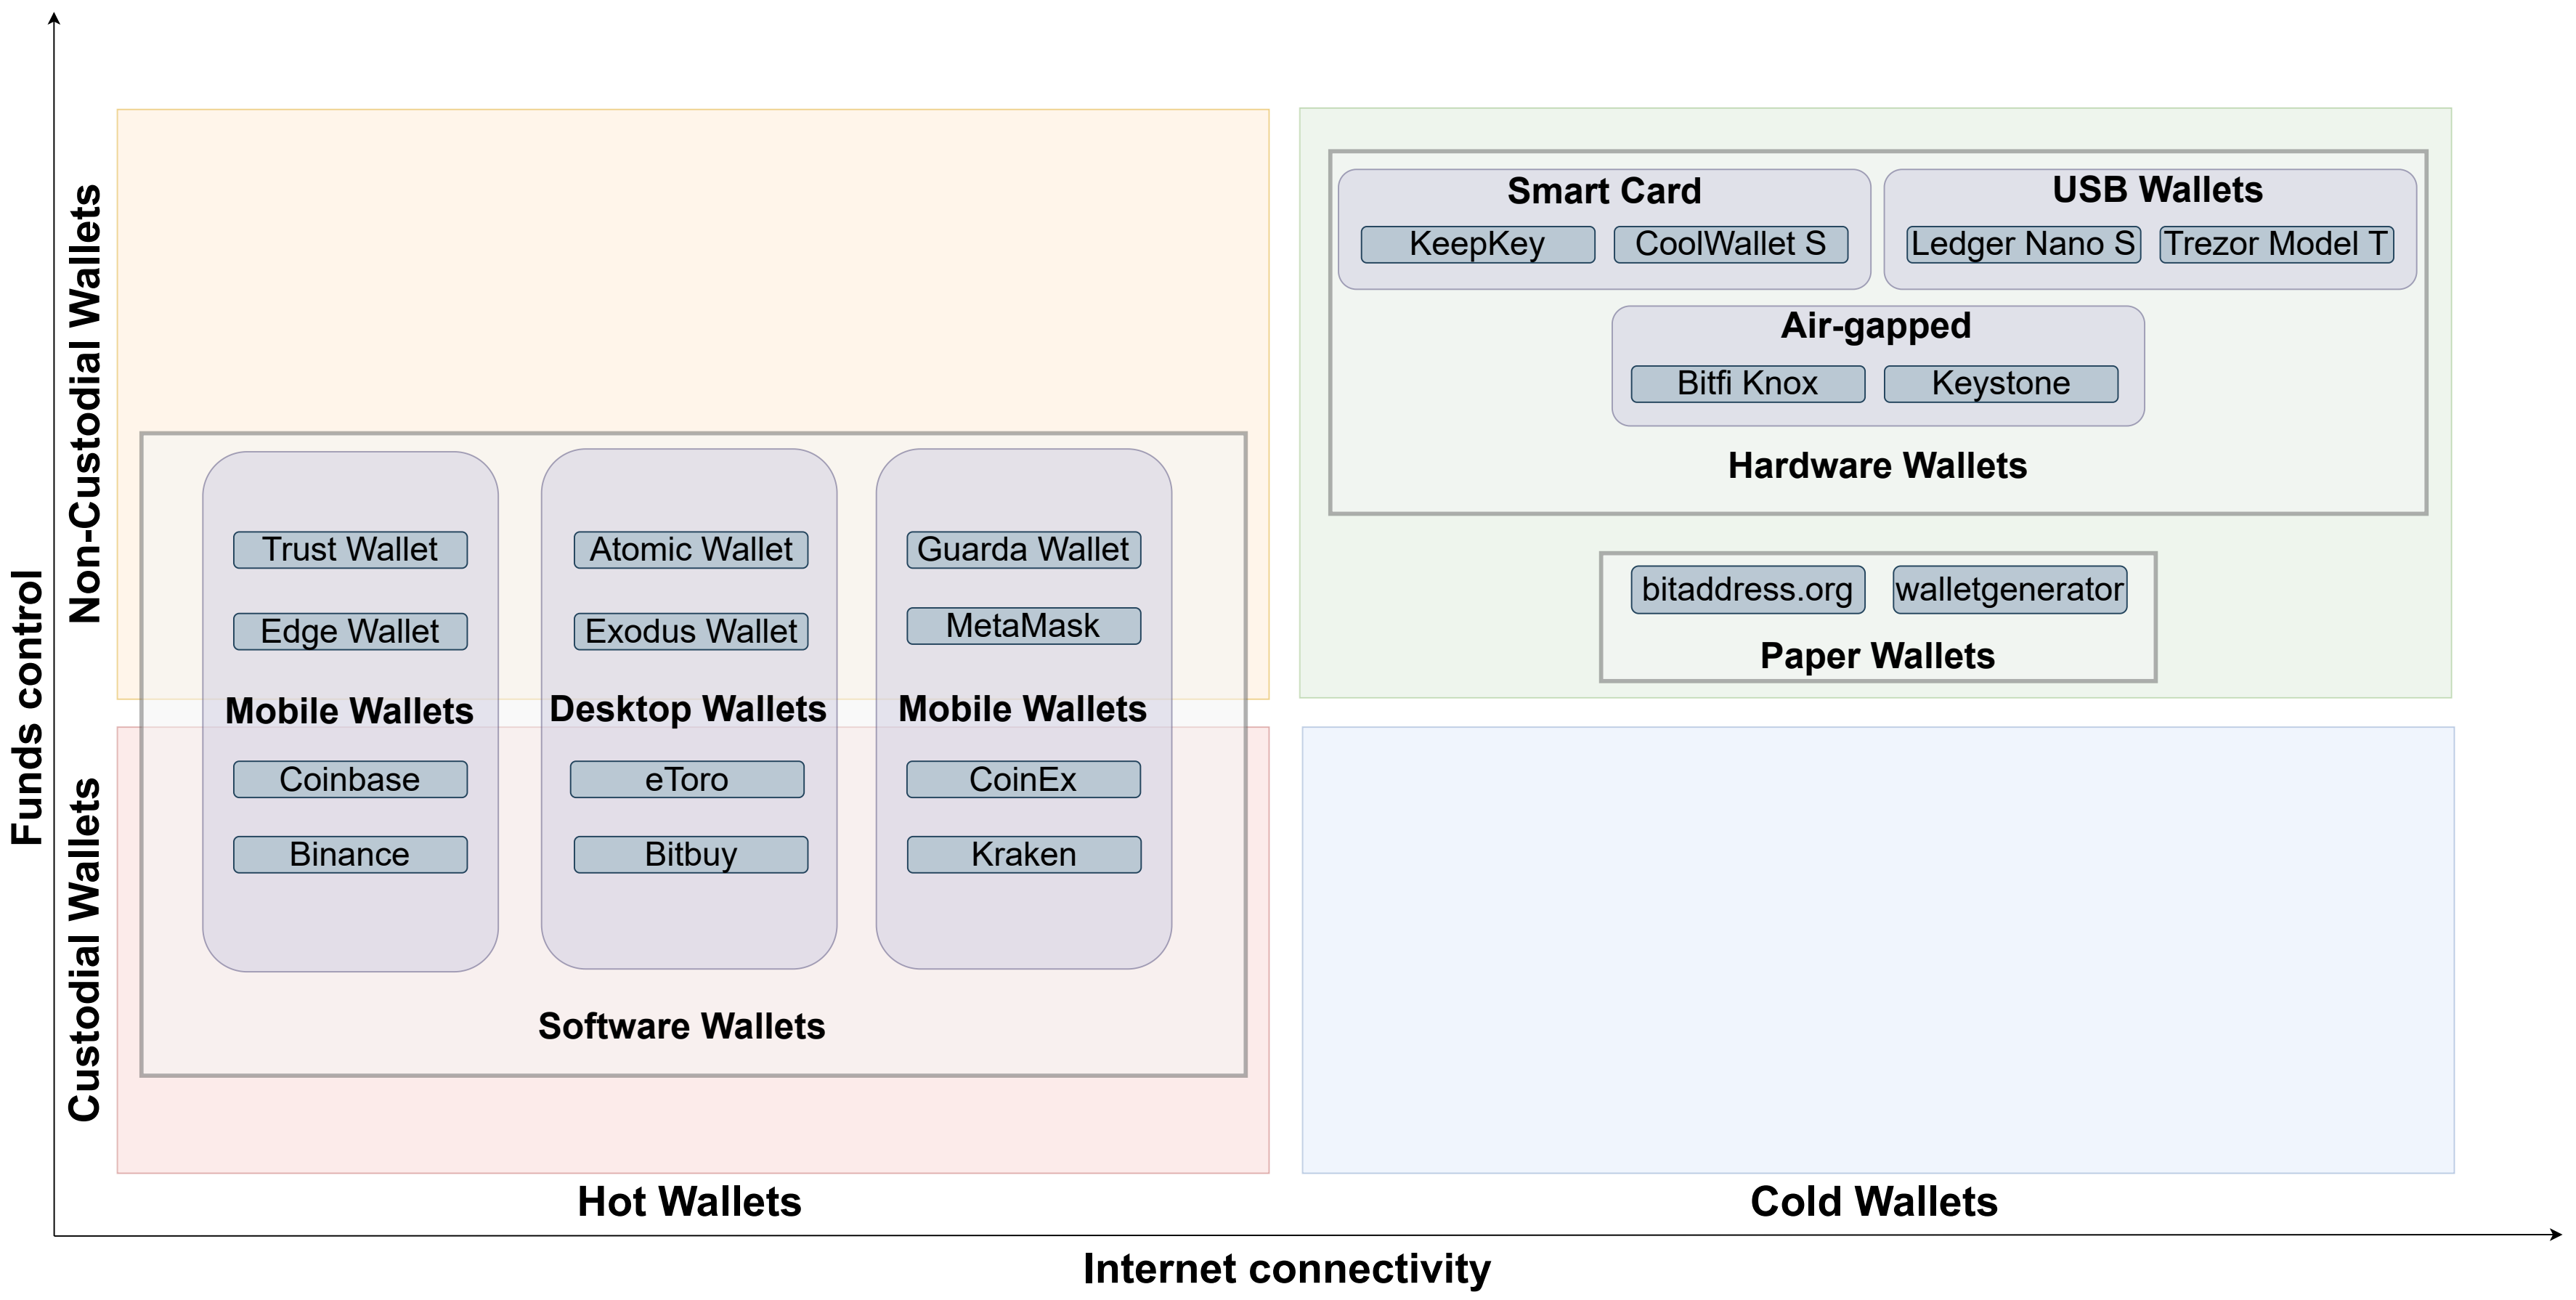 Funds control
Non-Custodial Wallets
Custodial Wallets
Smart Card
KeepKey
CoolWallet S
USB Wallets
Ledger Nano S
Trezor Model T
Air-gapped
Bitfi Knox
Keystone
Hardware Wallets
bitaddress.org
walletgenerator
Paper Wallets
Trust Wallet
Edge Wallet
Mobile Wallets
Coinbase
Binance
Atomic Wallet
Exodus Wallet
Desktop Wallets
eToro
Bitbuy
Guarda Wallet
MetaMask
Mobile Wallets
CoinEx
Kraken
Software Wallets
Hot Wallets
Cold Wallets
Internet connectivity